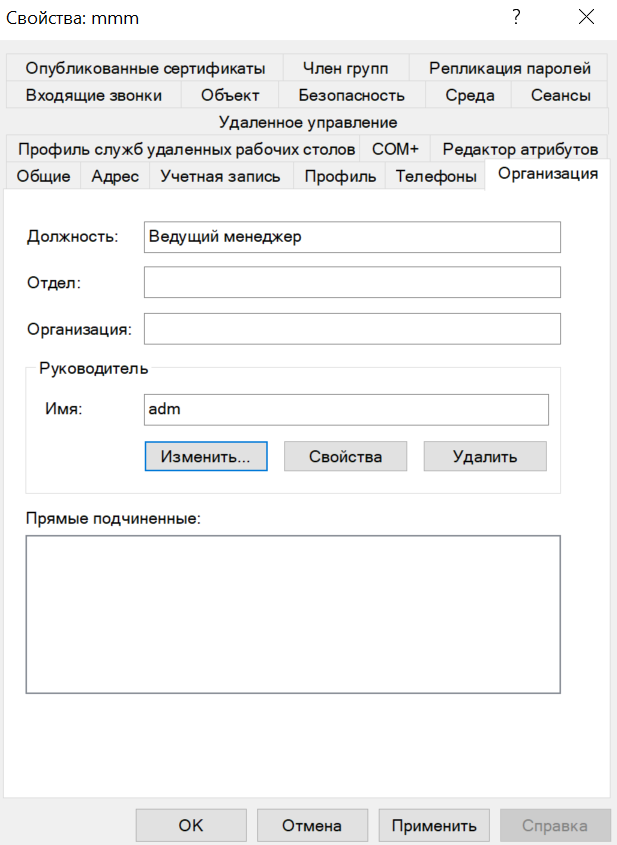 Свойства: mmm
Опубликованные сертификаты Член групп Репликация паролей
Входящие звонки Объект Безопасность Среда Сеансы
Удаленное управление
Профиль служб удаленных рабочих столов COM+ Редактор атрибутов
Общие Адрес Учетная запись Профиль Телефоны Организация
Должность: Ведущий менеджер
Отдел:
Организация:
Руководитель
Имя: adm
Изменить... Свойства Удалить
Прямые подчиненные:
OK Отмена Применить Справка